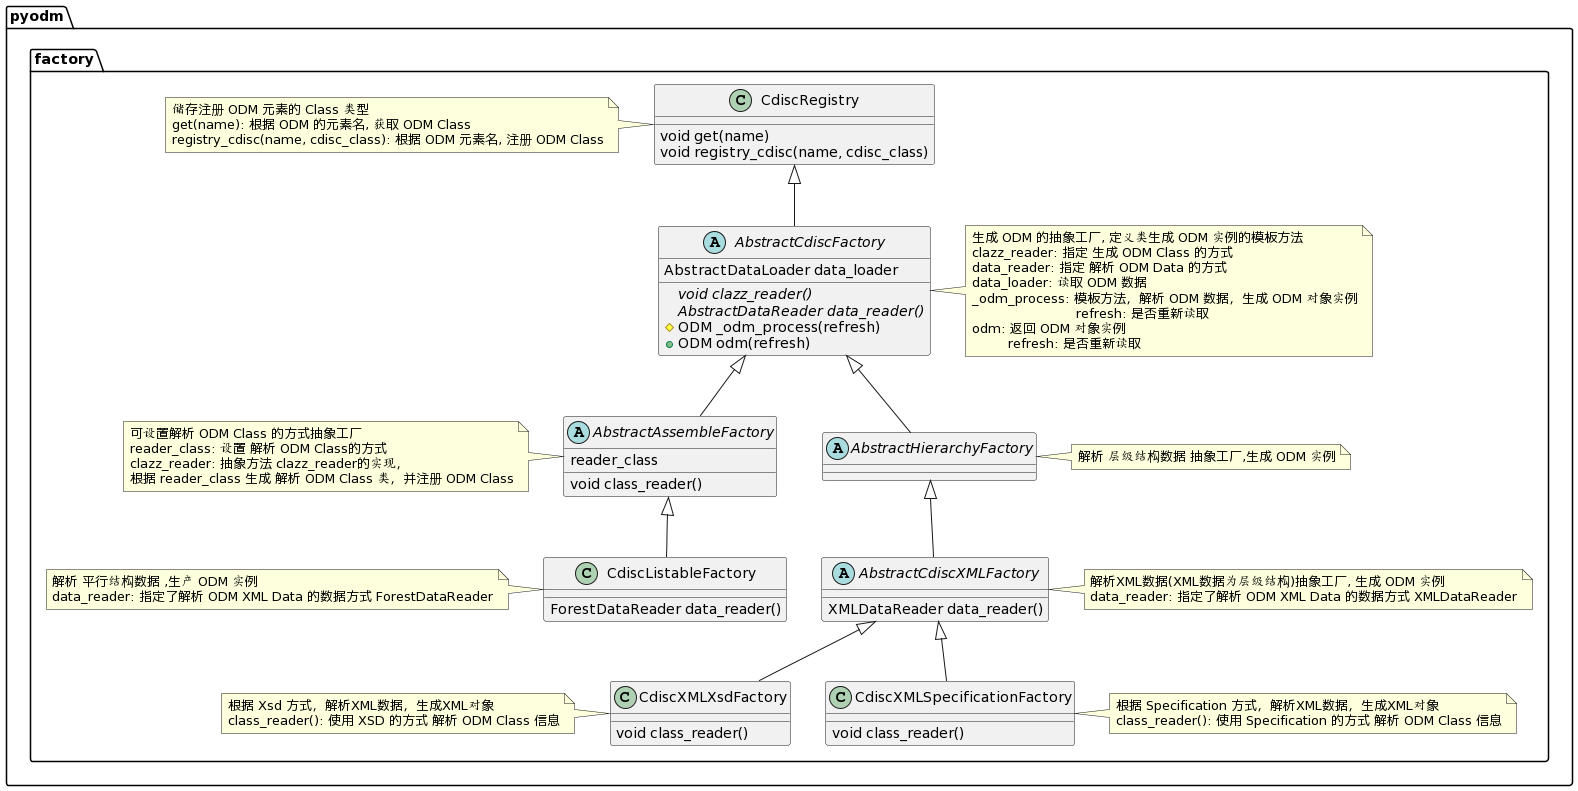 pyodm
factory
储存注册 ODM 元素的 Class 类型
get(name): 根据 ODM 的元素名, 获取 ODM Class
registry_cdisc(name, cdisc_class): 根据 ODM 元素名, 注册 ODM Class
C CdiscRegistry
void get(name)
void registry_cdisc(name, cdisc_class)
A AbstractCdiscFactory
AbstractDataLoader data_loader
void clazz_reader()
AbstractDataReader data_reader()
ODM _odm_process(refresh)
ODM odm(refresh)
生成 ODM 的抽象工厂, 定义类生成 ODM 实例的模板方法
clazz_reader: 指定 生成 ODM Class 的方式
data_reader: 指定 解析 ODM Data 的方式
data_loader: 读取 ODM 数据
_odm_process: 模板方法，解析 ODM 数据，生成 ODM 对象实例
refresh: 是否重新读取
odm: 返回 ODM 对象实例
refresh: 是否重新读取
可设置解析 ODM Class 的方式抽象工厂
reader_class: 设置 解析 ODM Class的方式
clazz_reader: 抽象方法 clazz_reader的实现，
根据 reader_class 生成 解析 ODM Class 类，并注册 ODM Class
A AbstractAssembleFactory
reader_class
void class_reader()
A AbstractHierarchyFactory
解析 层级结构数据 抽象工厂,生成 ODM 实例
解析 平行结构数据 ,生产 ODM 实例
data_reader: 指定了解析 ODM XML Data 的数据方式 ForestDataReader
C CdiscListableFactory
ForestDataReader data_reader()
A AbstractCdiscXMLFactory
XMLDataReader data_reader()
解析XML数据(XML数据为层级结构)抽象工厂, 生成 ODM 实例
data_reader: 指定了解析 ODM XML Data 的数据方式 XMLDataReader
根据 Xsd 方式，解析XML数据，生成XML对象
class_reader(): 使用 XSD 的方式 解析 ODM Class 信息
C CdiscXMLXsdFactory
void class_reader()
C CdiscXMLSpecificationFactory
void class_reader()
根据 Specification 方式，解析XML数据，生成XML对象
class_reader(): 使用 Specification 的方式 解析 ODM Class 信息